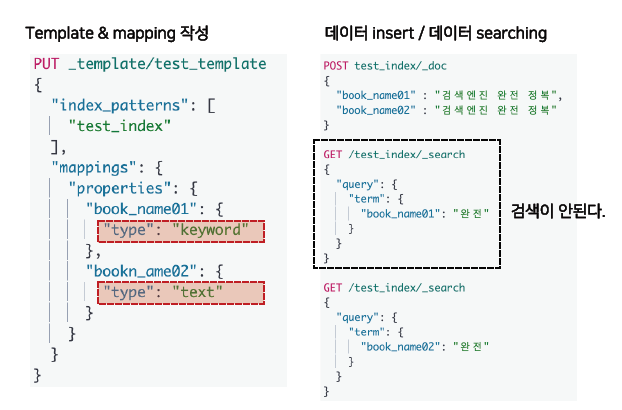 Template & mapping 작성
PUT _template/test_template
{
"index_patterns": [
"test_index"
],
"mappings": {
"properties": {
"book_name01": {
"type": "keyword"
},
"bookn_ame02": {
"type": "text"
}
}
}
}
데이터 insert / 데이터 searching
POST test_index/_doc
{
"book_name01" : "검색엔진 완전 정복",
"book_name02" : "검색엔진 완전 정복"
}
GET /test_index/_search
{
"query": {
"term": {
"book_name01": "완전"
}
}
}
검색이 안된다.
GET /test_index/_search
{
"query": {
"term": {
"book_name02": "완전"
}
}
}